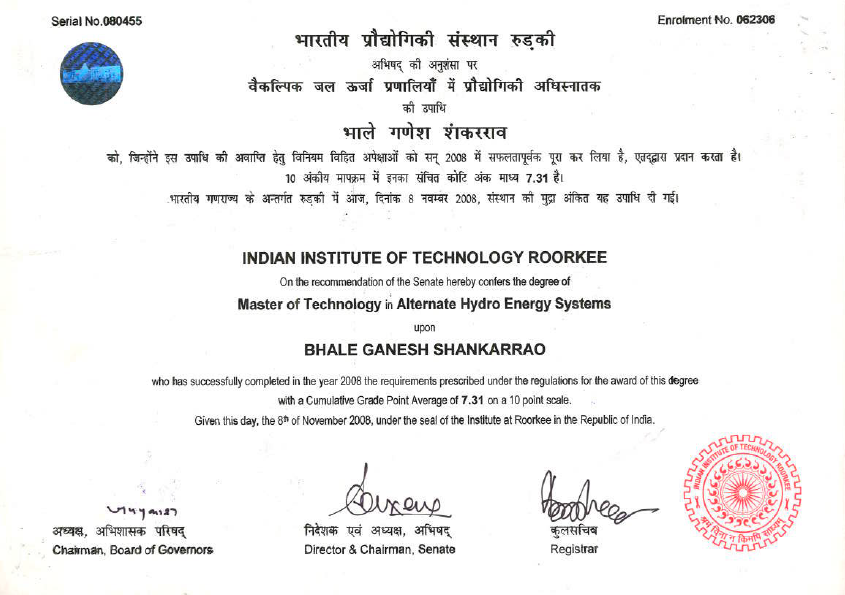 Serial No.080455
Enrolment No. 062306
भारतीय प्रौद्योगिकी संस्थान रुड़की
अभिषद् की अनुशंसा पर
वैकल्पिक जल ऊर्जा प्रणालियाँ में प्रौद्योगिकी अधिस्नातक
की उपाधि
भाले गणेश शंकरराव
को, जिन्होंने इस उपाधि की अवाप्ति हेतु विनियम विहित अपेक्षाओं को सन् 2008 में सफलतापूर्वक पूरा कर लिया है, एतद्द्वारा प्रदान करता है।
10 अंकीय मापक्रम में इनका संचित कोटि अंक माध्य 7.31 है।
भारतीय गणराज्य के अन्तर्गत रुड़की में आज, दिनांक 8 नवम्बर 2008, संस्थान की मुद्रा अंकित यह उपाधि दी गई।
INDIAN INSTITUTE OF TECHNOLOGY ROORKEE
On the recommendation of the Senate hereby confers the degree of
Master of Technology in Alternate Hydro Energy Systems
upon
BHALE GANESH SHANKARRAO
who has successfully completed in the year 2008 the requirements prescribed under the regulations for the award of this degree
with a Cumulative Grade Point Average of 7.31 on a 10 point scale.
Given this day, the 8th of November 2008, under the seal of the Institute at Roorkee in the Republic of India.
INDIAN INSTITUTE OF TECHNOLOGY ROORKEE
श्रमं विना न किमपि साध्यम्
अध्यक्ष, अभिशासक परिषद्
Chairman, Board of Governors
निदेशक एवं अध्यक्ष, अभिषद्
Director & Chairman, Senate
कुलसचिव
Registrar